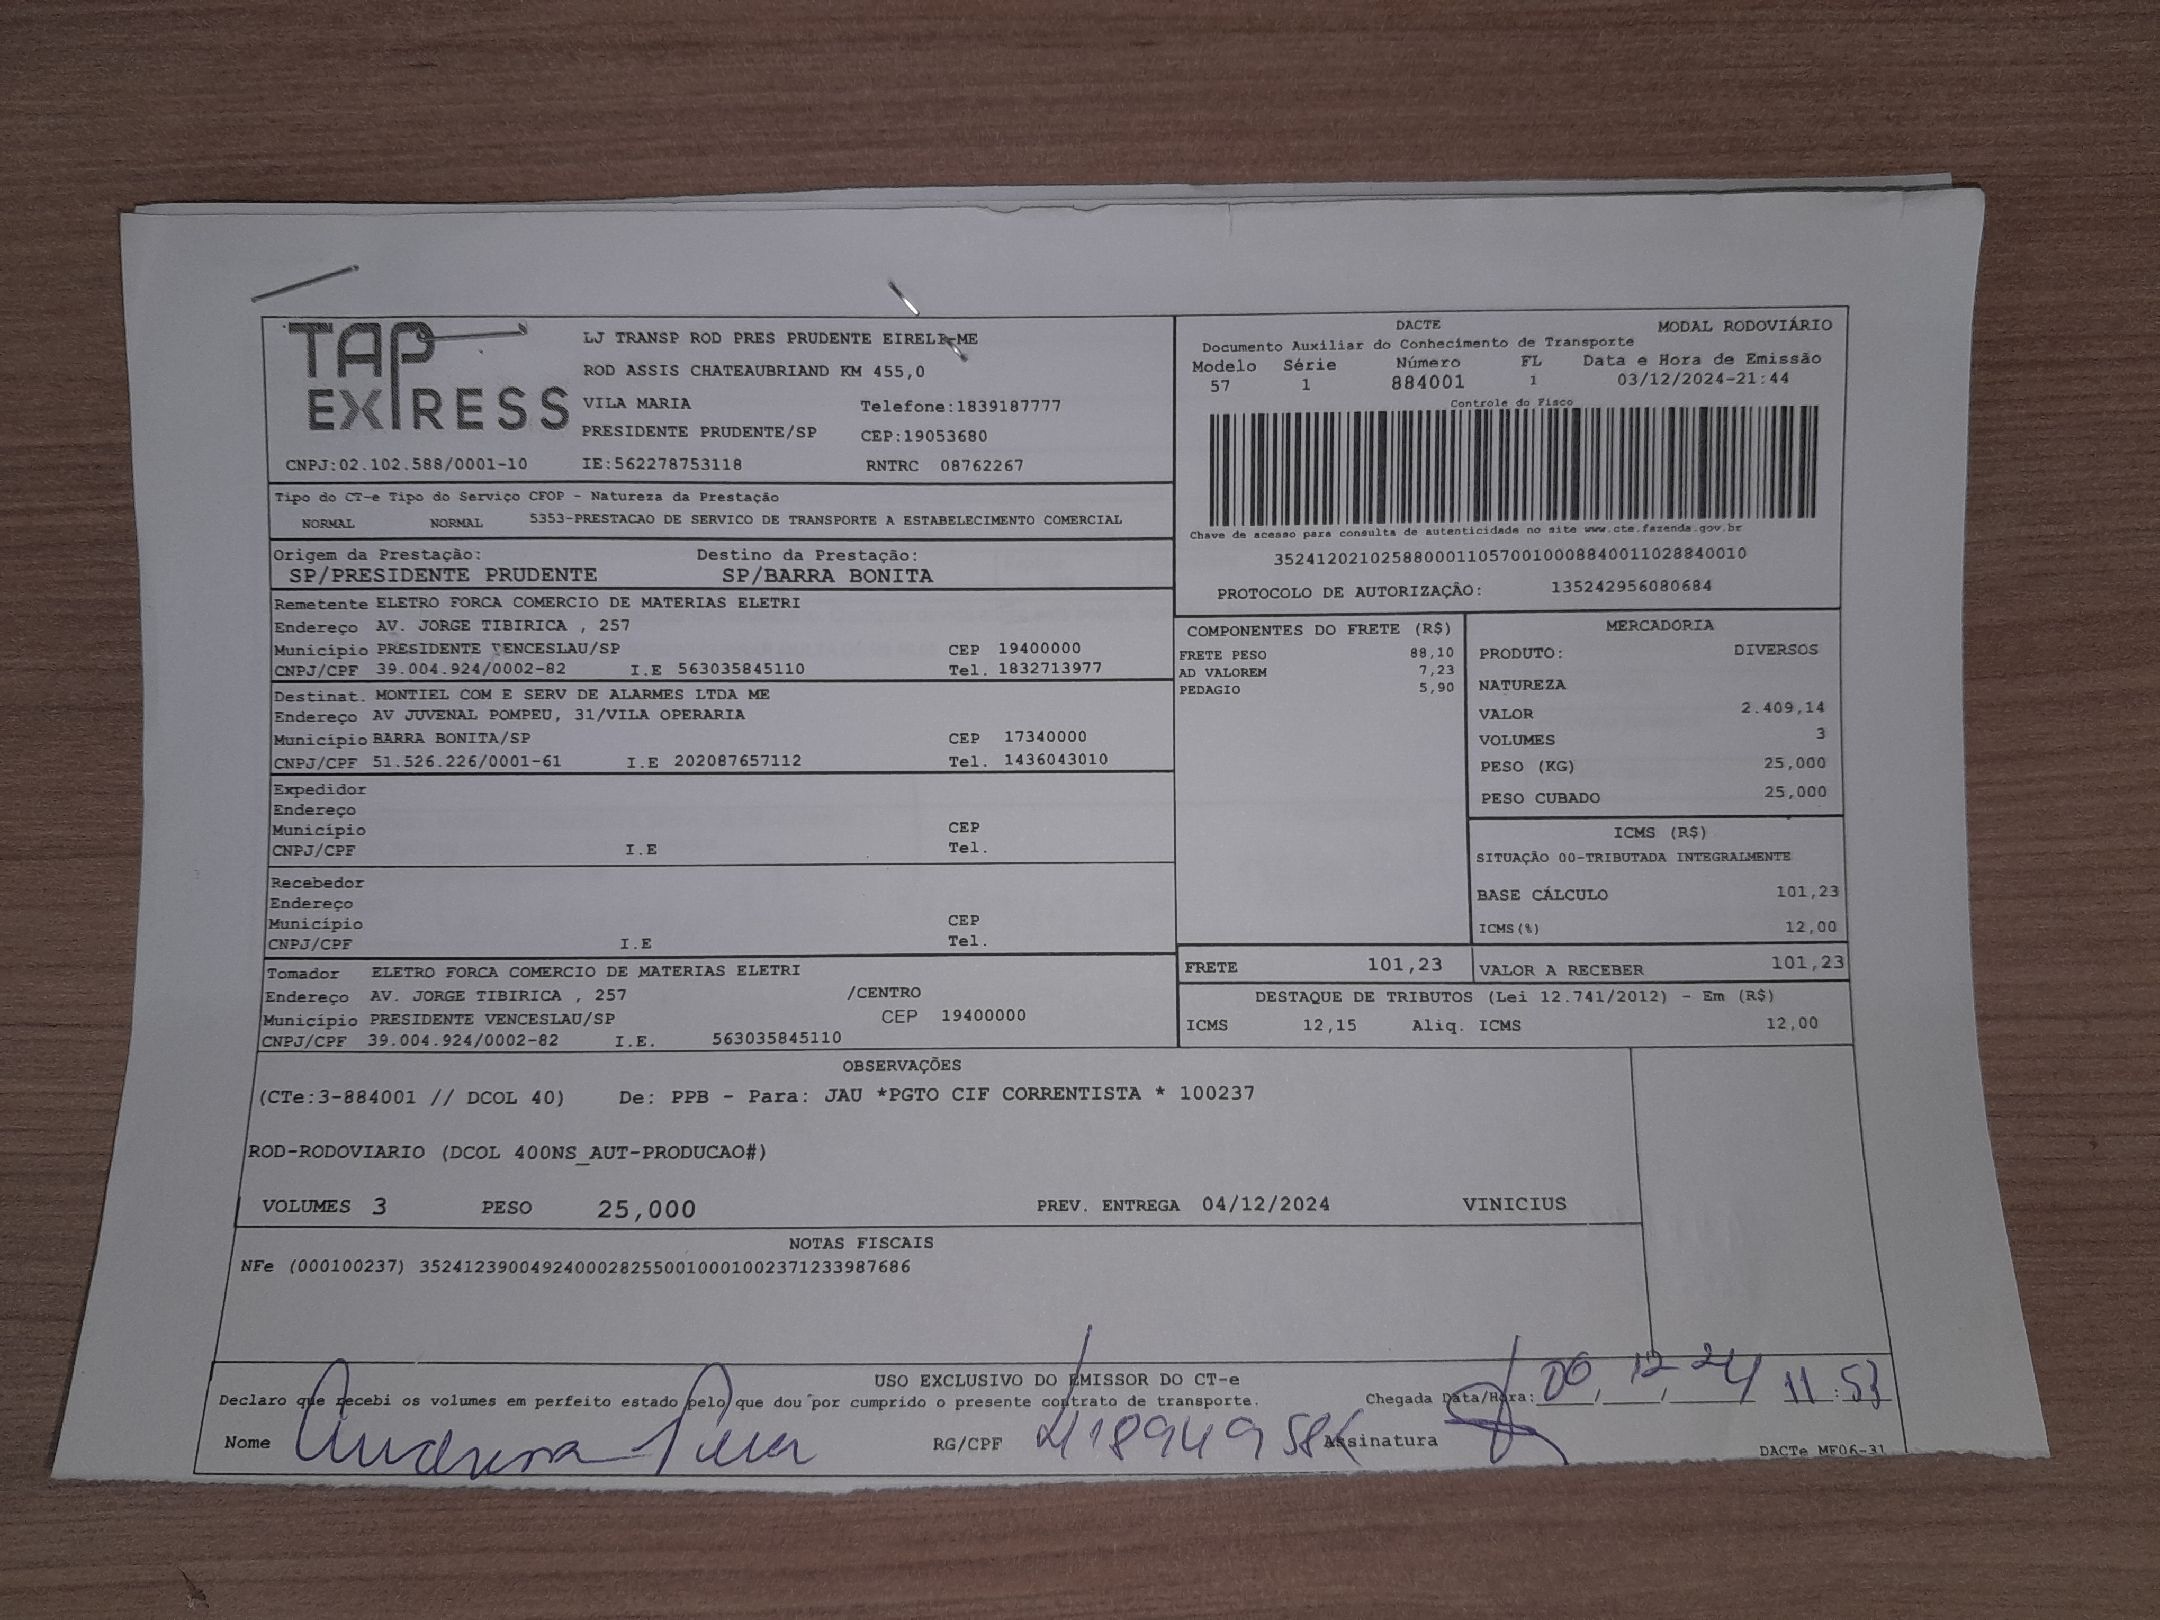 TAP EXPRESS
LJ TRANSP ROD PRES PRUDENTE EIRELI-ME
ROD ASSIS CHATEAUBRIAND KM 455,0
VILA MARIA Telefone:1839187777
PRESIDENTE PRUDENTE/SP CEP:19053680
CNPJ:02.102.588/0001-10 IE:562278753118 RNTRC 08762267
Tipo do CT-e Tipo do Serviço CFOP - Natureza da Prestação
NORMAL NORMAL 5353-PRESTACAO DE SERVICO DE TRANSPORTE A ESTABELECIMENTO COMERCIAL
Origem da Prestação: Destino da Prestação:
SP/PRESIDENTE PRUDENTE SP/BARRA BONITA
Remetente ELETRO FORCA COMERCIO DE MATERIAS ELETRI
Endereço AV. JORGE TIBIRICA , 257
Município PRESIDENTE VENCESLAU/SP CEP 19400000
CNPJ/CPF 39.004.924/0002-82 I.E 563035845110 Tel. 1832713977
Destinat. MONTIEL COM E SERV DE ALARMES LTDA ME
Endereço AV JUVENAL POMPEU, 31/VILA OPERARIA
Município BARRA BONITA/SP CEP 17340000
CNPJ/CPF 51.526.226/0001-61 I.E 202087657112 Tel. 1436043010
Expedidor
Endereço
Município CEP
CNPJ/CPF I.E Tel.
Recebedor
Endereço
Município CEP
CNPJ/CPF I.E Tel.
Tomador ELETRO FORCA COMERCIO DE MATERIAS ELETRI
Endereço AV. JORGE TIBIRICA , 257 /CENTRO
Município PRESIDENTE VENCESLAU/SP CEP 19400000
CNPJ/CPF 39.004.924/0002-82 I.E. 563035845110
DACTE MODAL RODOVIÁRIO
Documento Auxiliar do Conhecimento de Transporte
Modelo Série Número FL Data e Hora de Emissão
57 1 884001 1 03/12/2024-21:44
Controle do Fisco
Chave de acesso para consulta de autenticidade no site www.cte.fazenda.gov.br
35241202102588000110570010008840011028840010
PROTOCOLO DE AUTORIZAÇÃO: 135242956080684
COMPONENTES DO FRETE (R$)
FRETE PESO 88,10
AD VALOREM 7,23
PEDAGIO 5,90
MERCADORIA
PRODUTO: DIVERSOS
NATUREZA
VALOR 2.409,14
VOLUMES 3
PESO (KG) 25,000
PESO CUBADO 25,000
ICMS (R$)
SITUAÇÃO 00-TRIBUTADA INTEGRALMENTE
BASE CÁLCULO 101,23
ICMS(%) 12,00
FRETE 101,23 VALOR A RECEBER 101,23
DESTAQUE DE TRIBUTOS (Lei 12.741/2012) - Em (R$)
ICMS 12,15 Aliq. ICMS 12,00
OBSERVAÇÕES
(CTe:3-884001 // DCOL 40) De: PPB - Para: JAU *PGTO CIF CORRENTISTA * 100237
ROD-RODOVIARIO (DCOL 400NS_AUT-PRODUCAO#)
VOLUMES 3 PESO 25,000 PREV. ENTREGA 04/12/2024 VINICIUS
NOTAS FISCAIS
NFe (000100237) 35241239004924000282550010001002371233987686
USO EXCLUSIVO DO EMISSOR DO CT-e
Declaro que recebi os volumes em perfeito estado pelo que dou por cumprido o presente contrato de transporte. Chegada Data/Hora: 12 24 11:53
Nome RG/CPF Assinatura
DACTe MF06-31